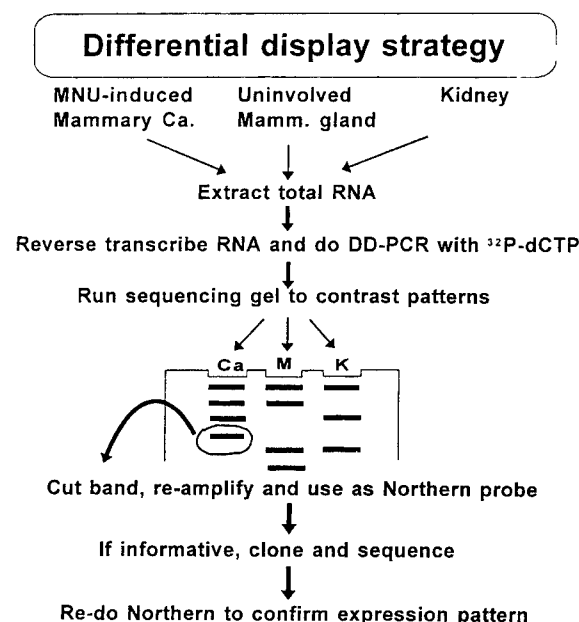 Differential display strategy
MNU-induced Uninvolved Kidney
Mammary Ca. Mamm. gland
Extract total RNA
Reverse transcribe RNA and do DD-PCR with ³²P-dCTP
Run sequencing gel to contrast patterns
Ca M K
Cut band, re-amplify and use as Northern probe
If informative, clone and sequence
Re-do Northern to confirm expression pattern